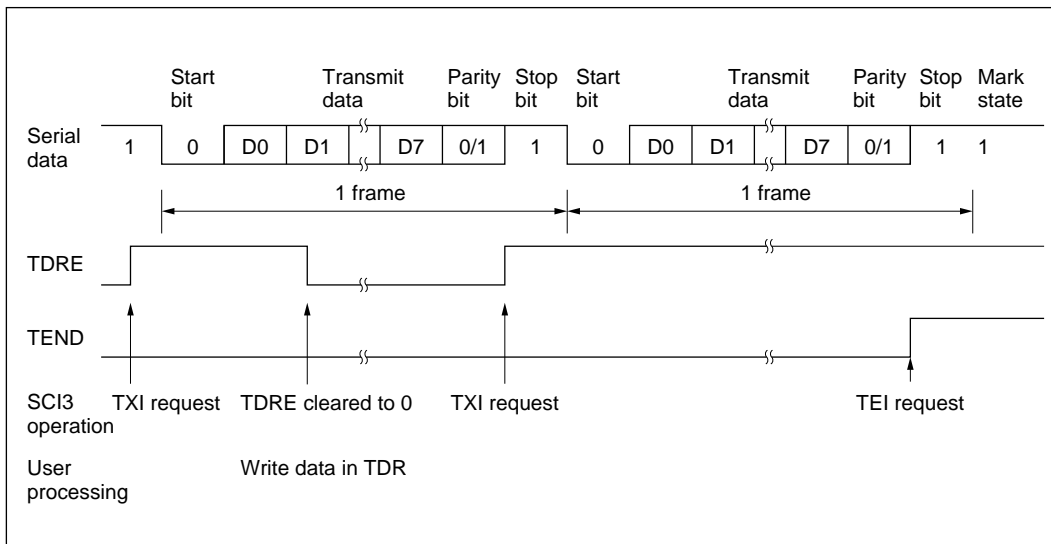 Start bit Transmit data Parity bit Stop bit Start bit Transmit data Parity bit Stop bit Mark state
Serial data 1 0 D0 D1 D7 0/1 1 0 D0 D1 D7 0/1 1 1
1 frame 1 frame
TDRE
TEND
SCI3 operation TXI request TDRE cleared to 0 TXI request TEI request
User processing Write data in TDR